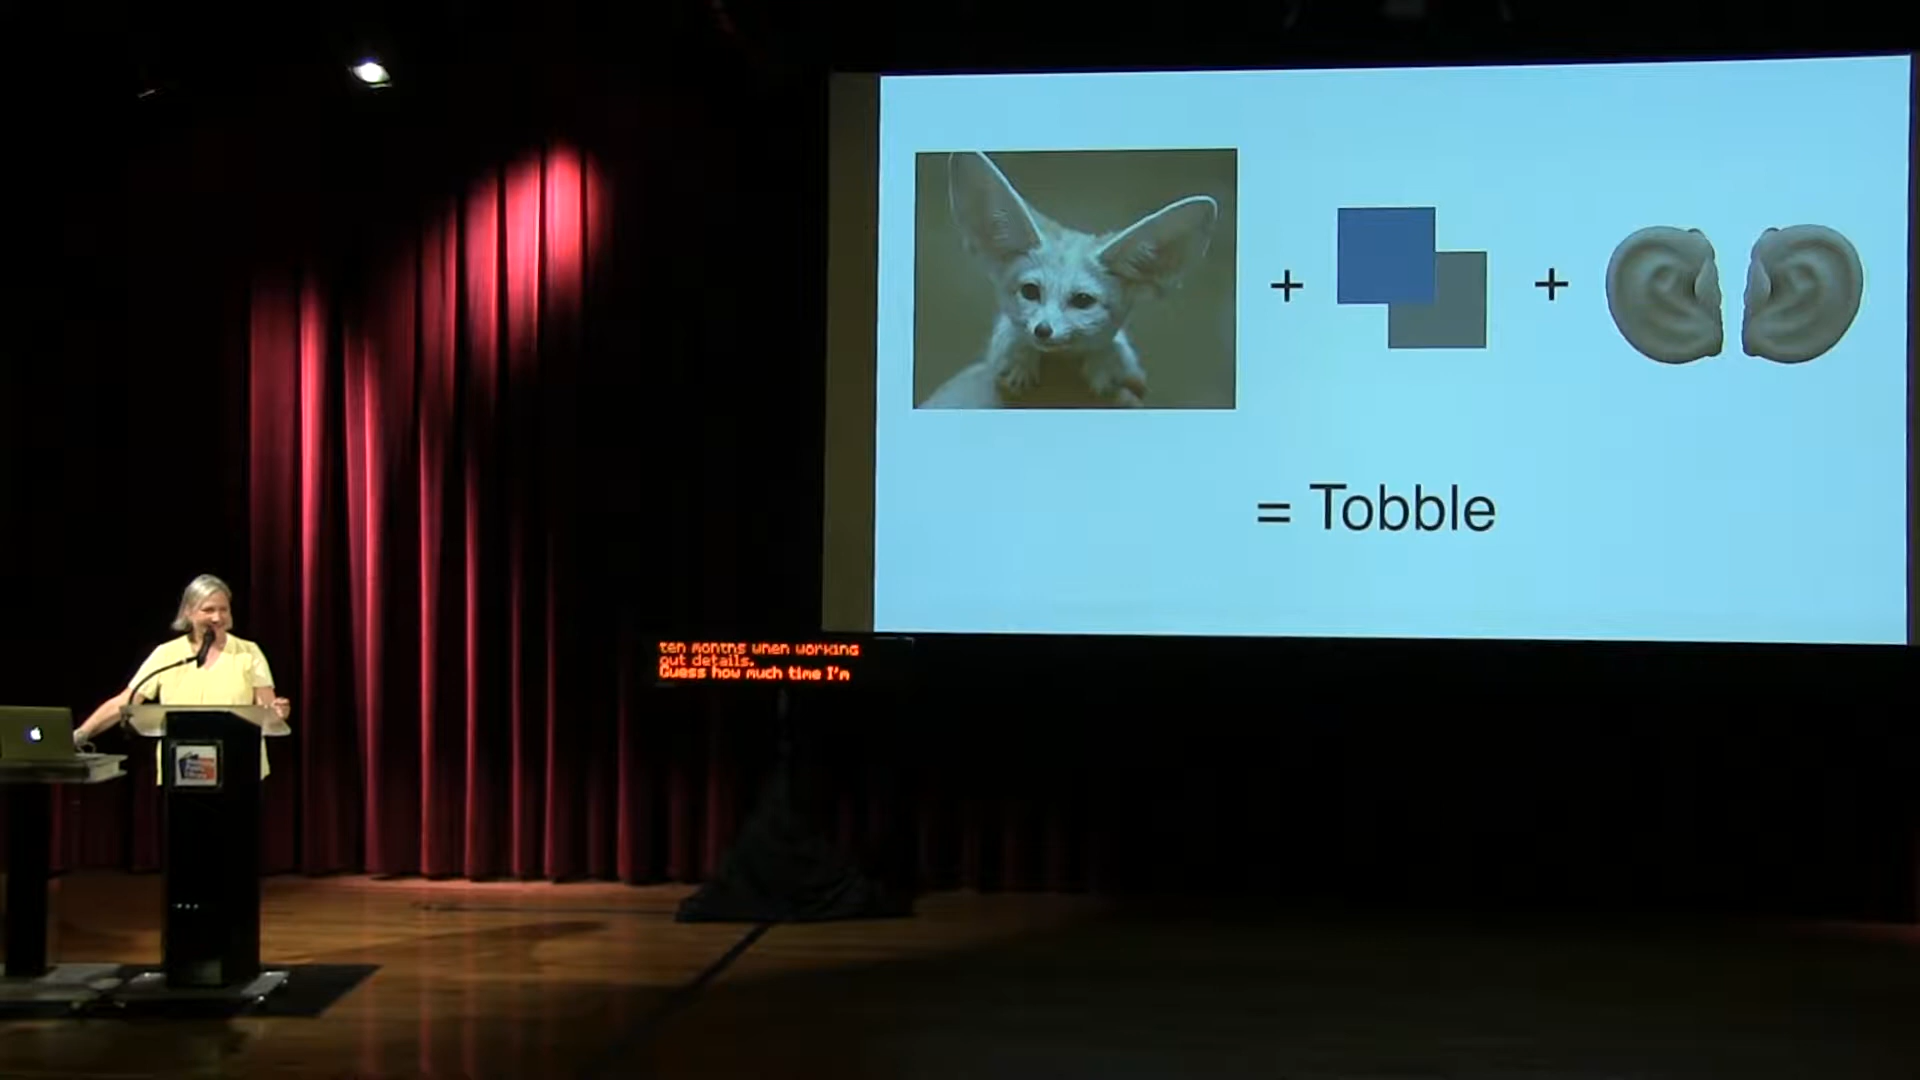 + +
= Tobble
ten months when working
out details.
Guess how much time I'm